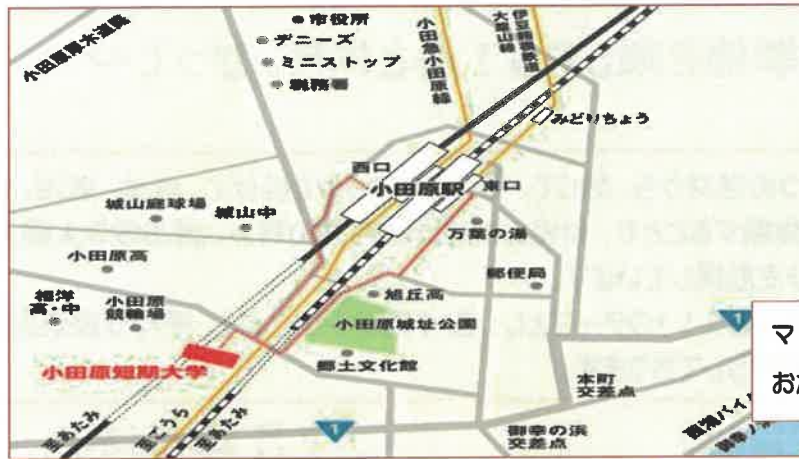 市役所
デニーズ
ミニストップ
税務署
小田原厚木道路
小田急小田原線
伊豆箱根鉄道
大雄山線
みどりちょう
西口
小田原駅
東口
城山庭球場
城山中
万葉の湯
小田原高
郵便局
相洋
高・中
小田原
競輪場
旭丘高
小田原城址公園
1
マ
小田原短期大学
郷土文化館
本町
交差点
至あたみ
至ごうら
至あたみ
1
御幸の浜
交差点
西湘バイ